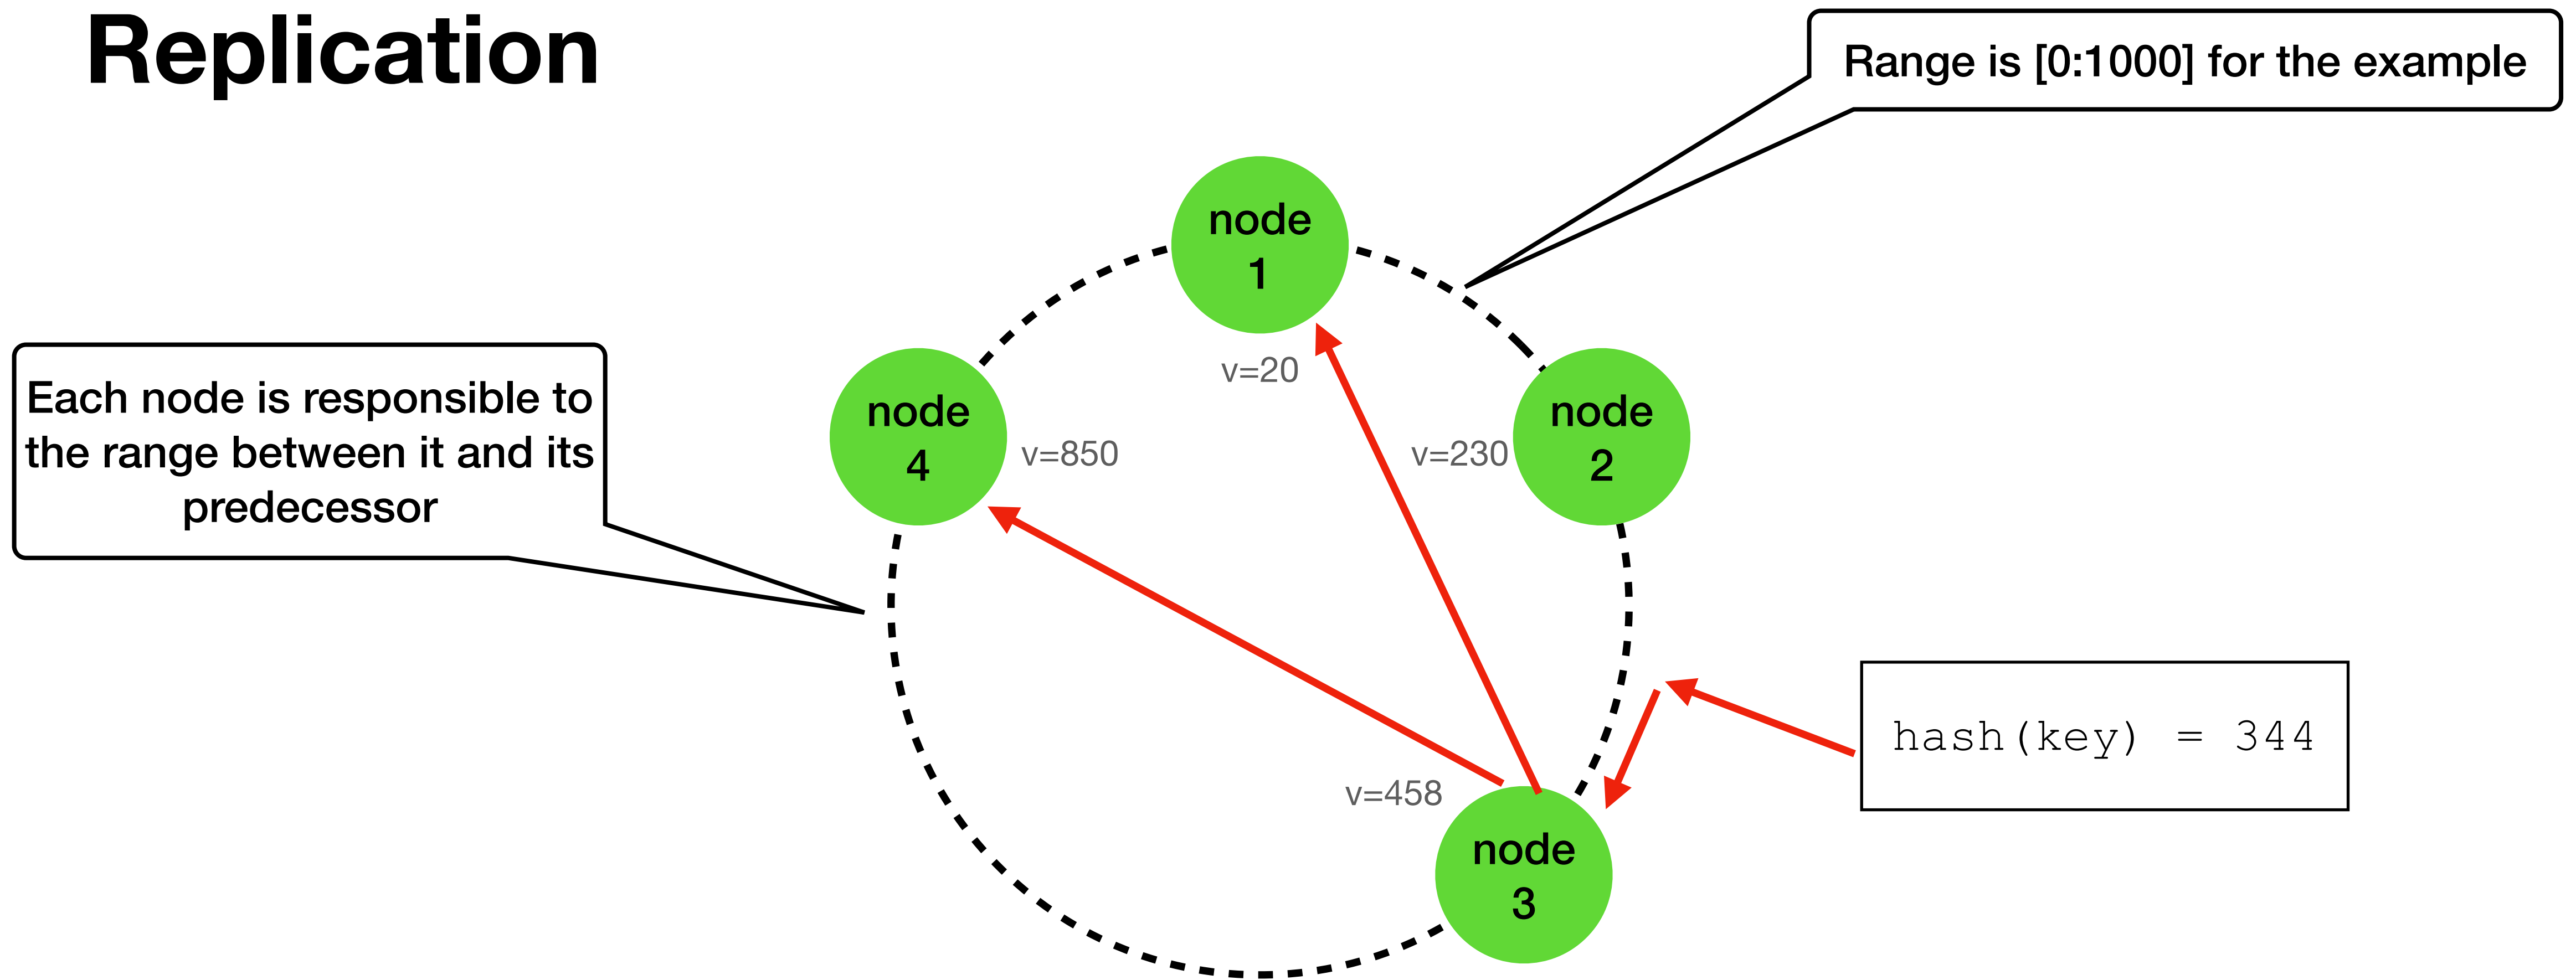 Replication
Range is [0:1000] for the example
node
1
v=20
Each node is responsible to
the range between it and its
predecessor
node
4
v=850
v=230
node
2
hash(key) = 344
v=458
node
3